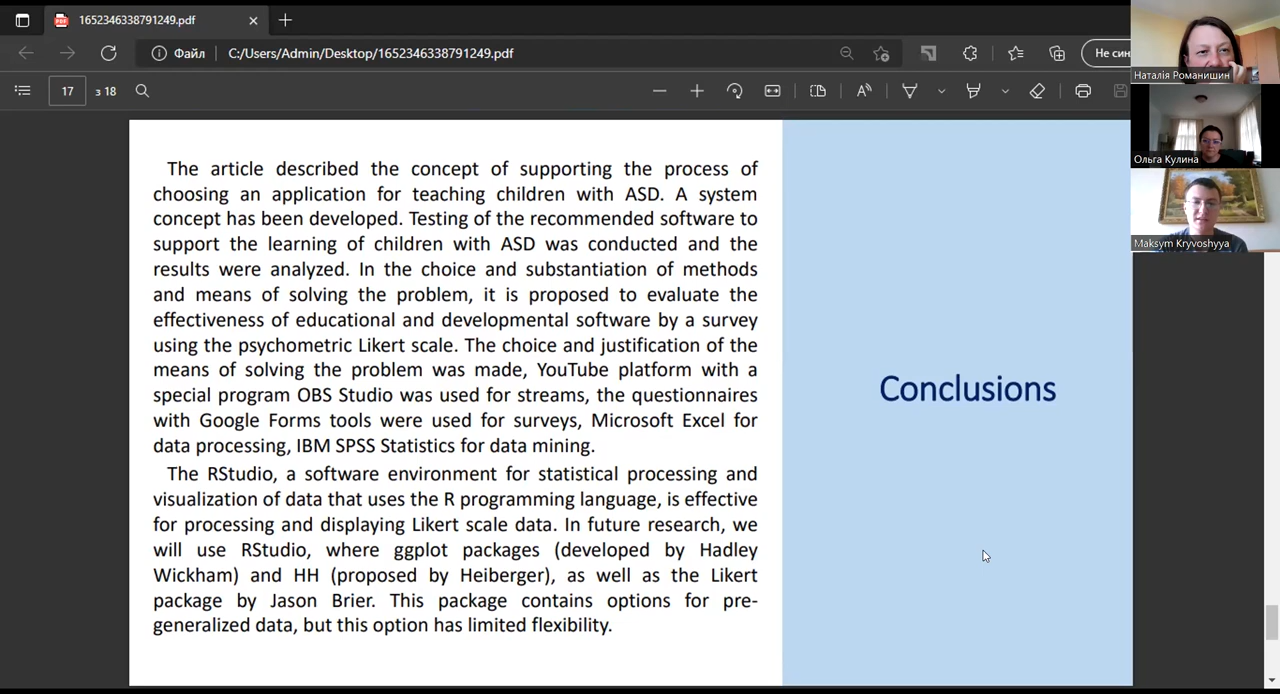 1652346338791249.pdf
Файл
C:/Users/Admin/Desktop/1652346338791249.pdf
Не син
17
з 18
The article described the concept of supporting the process of
choosing an application for teaching children with ASD. A system
concept has been developed. Testing of the recommended software to
support the learning of children with ASD was conducted and the
results were analyzed. In the choice and substantiation of methods
and means of solving the problem, it is proposed to evaluate the
effectiveness of educational and developmental software by a survey
using the psychometric Likert scale. The choice and justification of the
means of solving the problem was made, YouTube platform with a
special program OBS Studio was used for streams, the questionnaires
with Google Forms tools were used for surveys, Microsoft Excel for
data processing, IBM SPSS Statistics for data mining.
The RStudio, a software environment for statistical processing and
visualization of data that uses the R programming language, is effective
for processing and displaying Likert scale data. In future research, we
will use RStudio, where ggplot packages (developed by Hadley
Wickham) and HH (proposed by Heiberger), as well as the Likert
package by Jason Brier. This package contains options for pre-
generalized data, but this option has limited flexibility.
Conclusions
Наталія Романишин
Ольга Кулина
Maksym Kryvoshyya